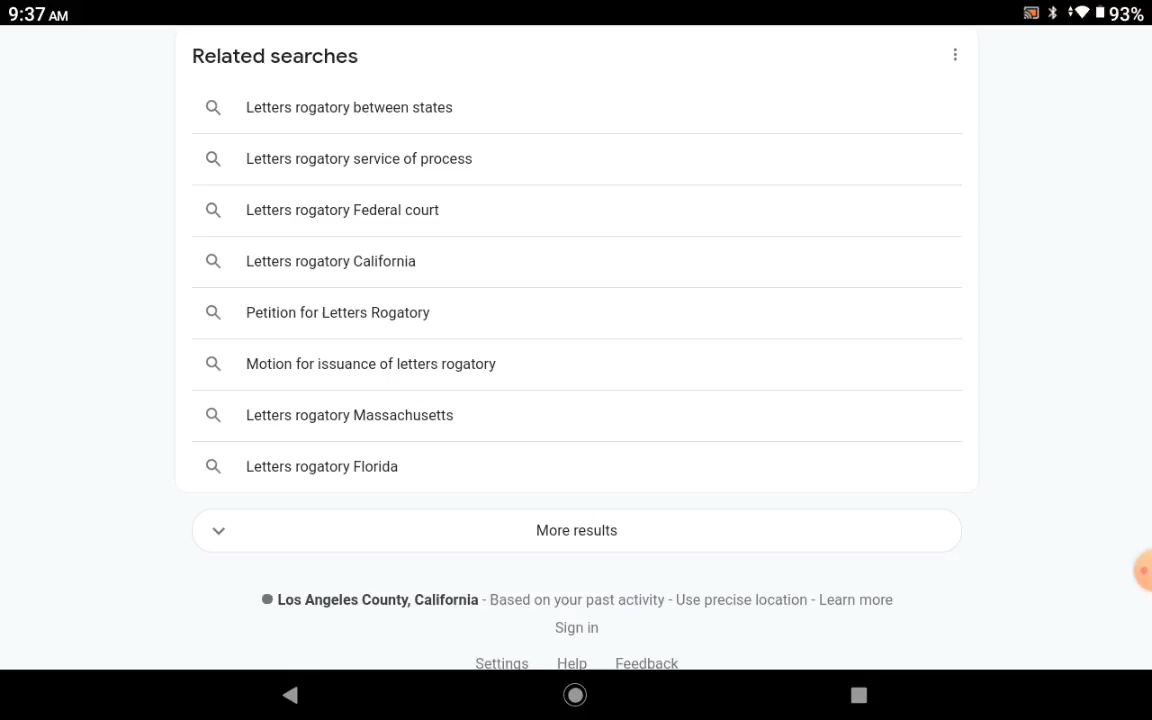 9:37 AM
93%
Related searches
Letters rogatory between states
Letters rogatory service of process
Letters rogatory Federal court
Letters rogatory California
Petition for Letters Rogatory
Motion for issuance of letters rogatory
Letters rogatory Massachusetts
Letters rogatory Florida
More results
Los Angeles County, California - Based on your past activity - Use precise location - Learn more
Sign in
Settings Help Feedback